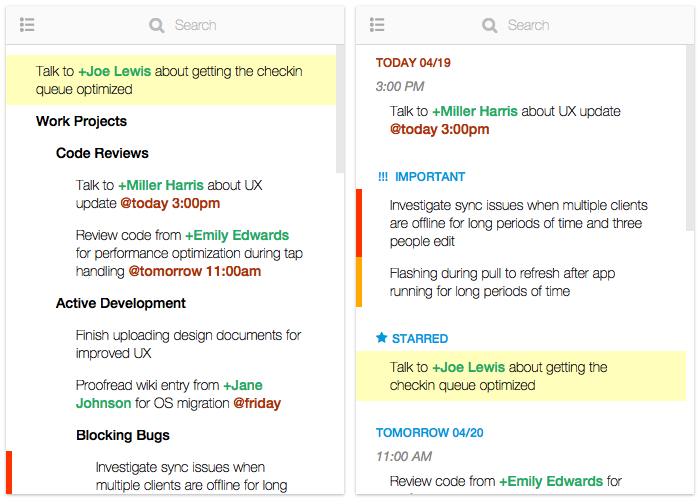 Search
Talk to +Joe Lewis about getting the checkin
queue optimized
Work Projects
Code Reviews
Talk to +Miller Harris about UX
update @today 3:00pm
Review code from +Emily Edwards
for performance optimization during tap
handling @tomorrow 11:00am
Active Development
Finish uploading design documents for
improved UX
Proofread wiki entry from +Jane
Johnson for OS migration @friday
Blocking Bugs
Investigate sync issues when
multiple clients are offline for long
Search
TODAY 04/19
3:00 PM
Talk to +Miller Harris about UX update
@today 3:00pm
!!! IMPORTANT
Investigate sync issues when multiple clients
are offline for long periods of time and three
people edit
Flashing during pull to refresh after app
running for long periods of time
STARRED
Talk to +Joe Lewis about getting the
checkin queue optimized
TOMORROW 04/20
11:00 AM
Review code from +Emily Edwards for